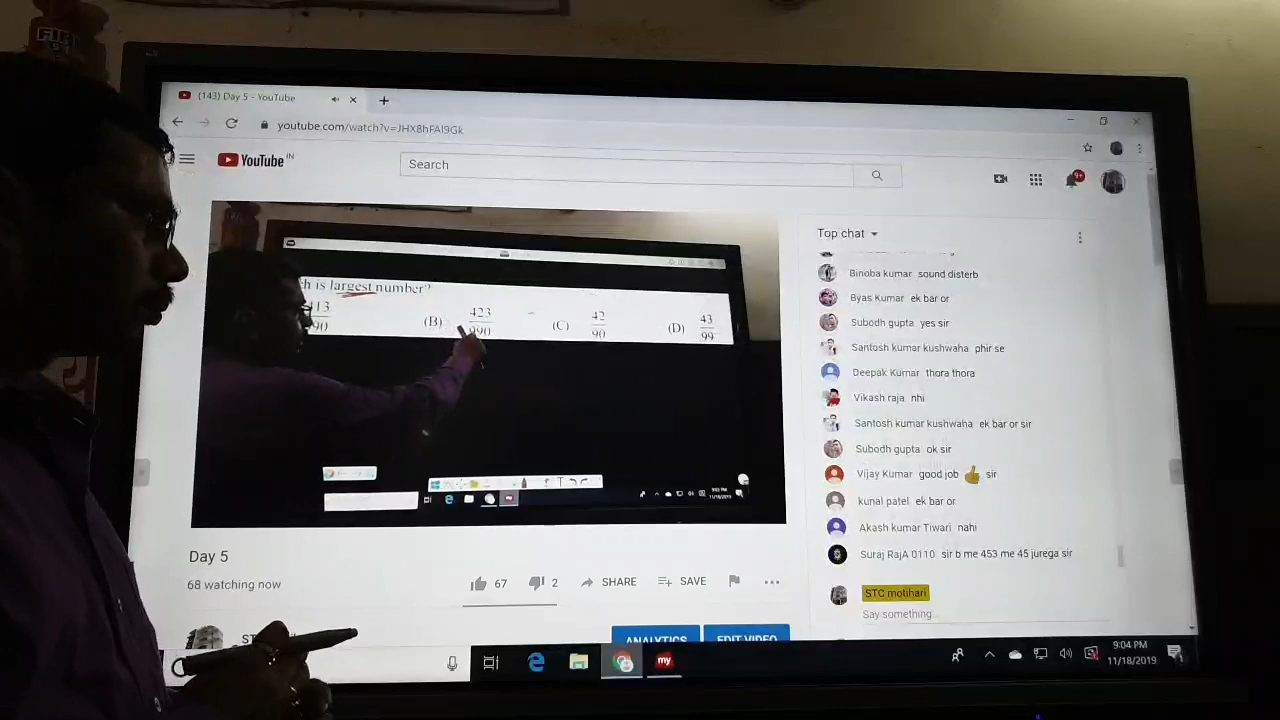 (143) Day 5 - YouTube
youtube.com/watch?v=JHX8hFAl9Gk
YouTube IN
Search
9+
Top chat
Binoba kumar sound disterb
Byas Kumar ek bar or
Subodh gupta yes sir
Santosh kumar kushwaha phir se
Deepak Kumar thora thora
Vikash raja nhi
Santosh kumar kushwaha ek bar or sir
Subodh gupta ok sir
Vijay Kumar good job 👍 sir
kunal patel ek bar or
Akash kumar Tiwari nahi
Suraj RajA 0110 sir b me 453 me 45 jurega sir
STC motihari
Say something...
is largest number?
(B) 423/990 (C) 42/90 (D) 43/99
Day 5
68 watching now
67
2
SHARE
SAVE
ANALYTICS
EDIT VIDEO
my
9:04 PM
11/18/2019
1